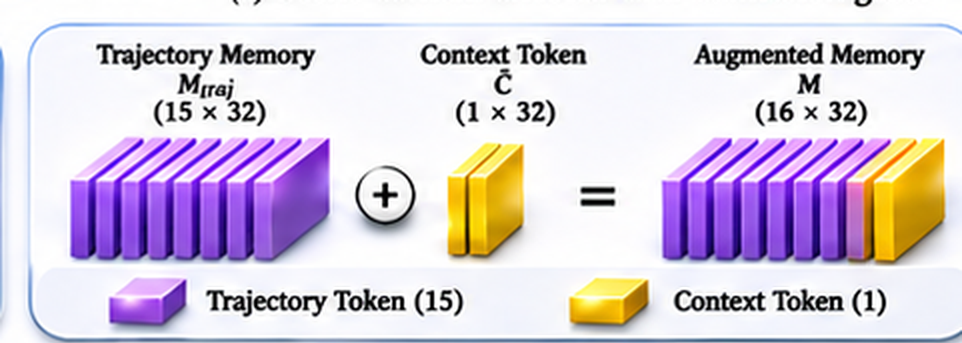 Trajectory Memory
M_traj
(15 × 32)
Context Token
C̄
(1 × 32)
Augmented Memory
M
(16 × 32)
+
=
Trajectory Token (15)
Context Token (1)